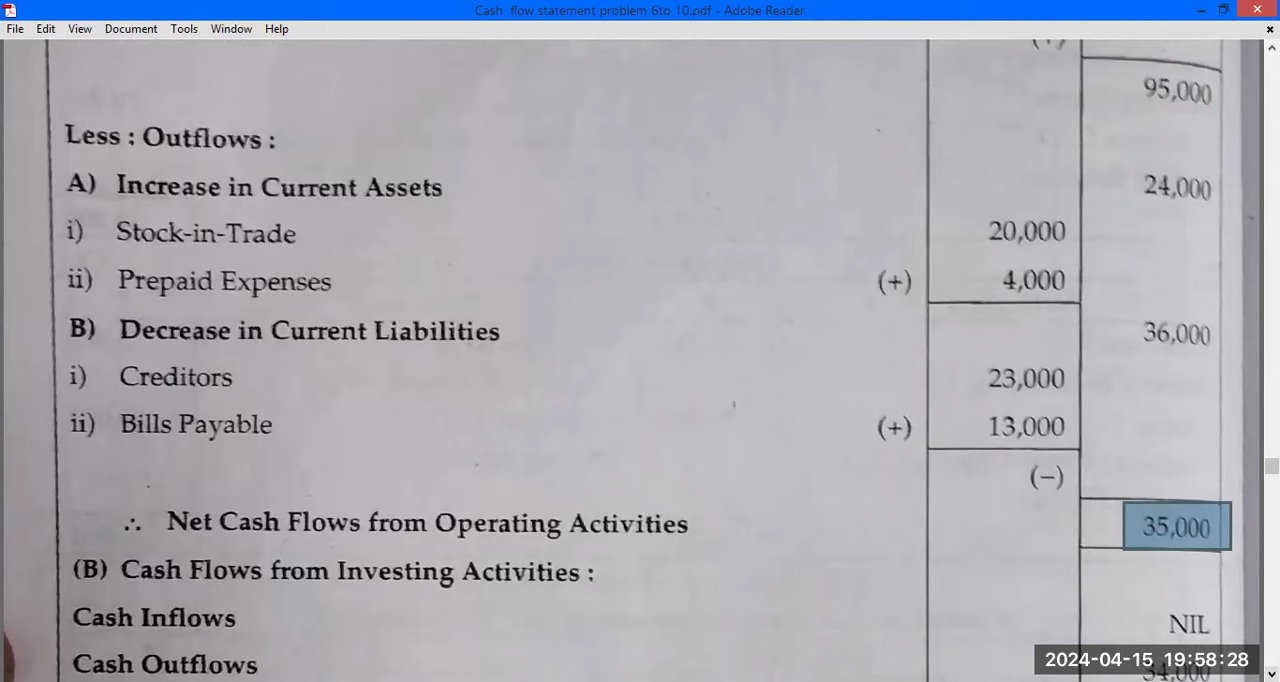 Cash flow statement problem 6to 10.pdf - Adobe Reader
File Edit View Document Tools Window Help
(+)
95,000
Less : Outflows :
A) Increase in Current Assets 24,000
i) Stock-in-Trade 20,000
ii) Prepaid Expenses (+) 4,000
B) Decrease in Current Liabilities 36,000
i) Creditors 23,000
ii) Bills Payable (+) 13,000
(−)
∴ Net Cash Flows from Operating Activities 35,000
(B) Cash Flows from Investing Activities :
Cash Inflows NIL
Cash Outflows 34,000
2024-04-15 19:58:28